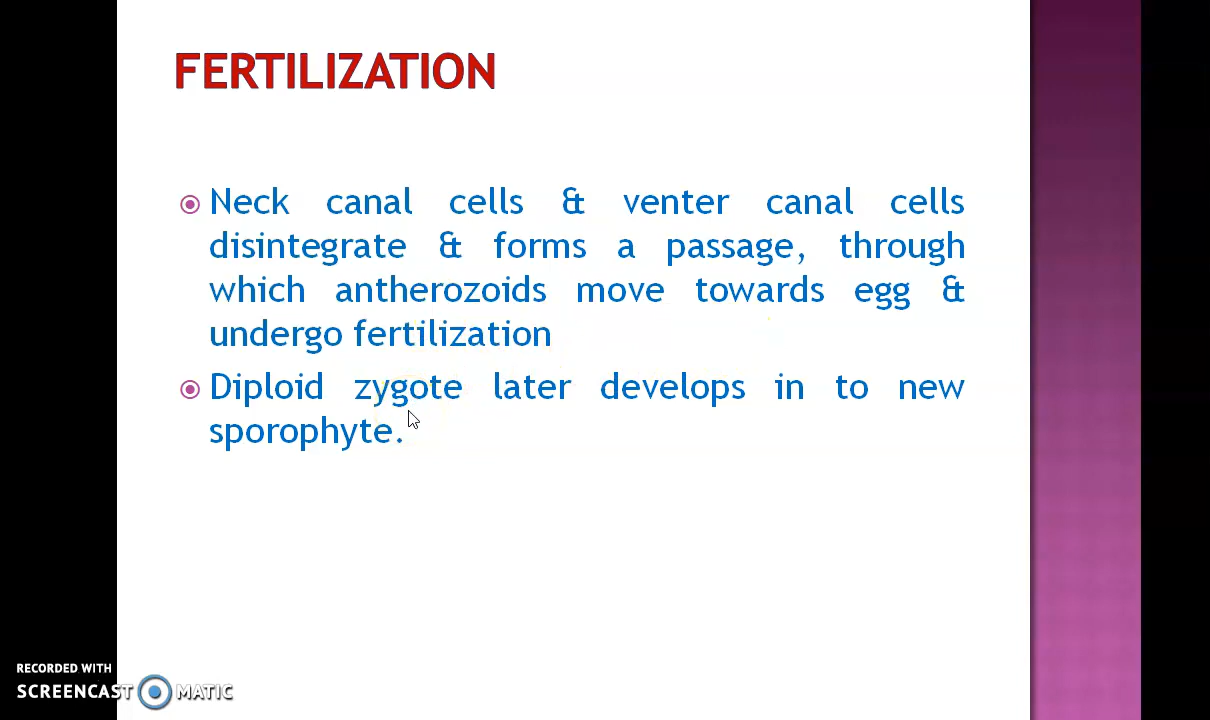 FERTILIZATION
Neck canal cells & venter canal cells
disintegrate & forms a passage, through
which antherozoids move towards egg &
undergo fertilization
Diploid zygote later develops in to new
sporophyte.
RECORDED WITH
SCREENCAST MATIC